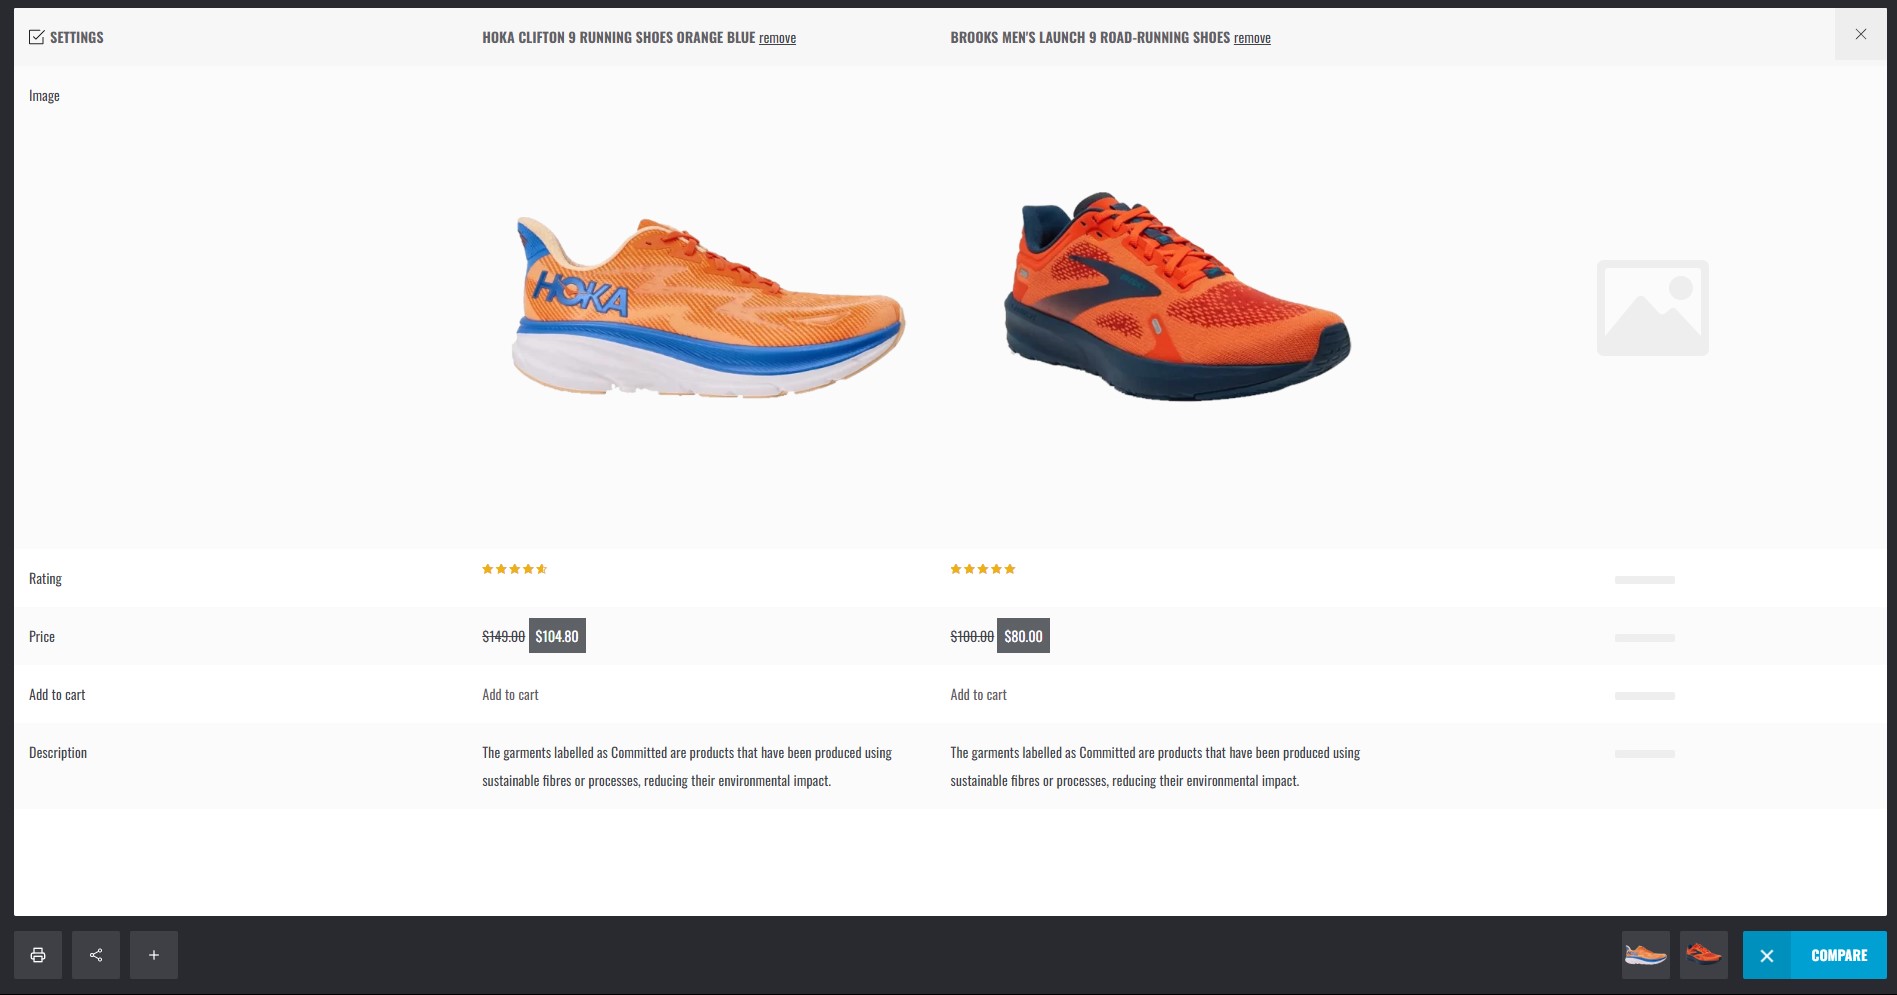 SETTINGS
HOKA CLIFTON 9 RUNNING SHOES ORANGE BLUE remove
BROOKS MEN'S LAUNCH 9 ROAD-RUNNING SHOES remove
Image
HOKA
Rating
Price
$149.00 $104.80
$100.00 $80.00
Add to cart
Add to cart
Add to cart
Description
The garments labelled as Committed are products that have been produced using
sustainable fibres or processes, reducing their environmental impact.
The garments labelled as Committed are products that have been produced using
sustainable fibres or processes, reducing their environmental impact.
COMPARE